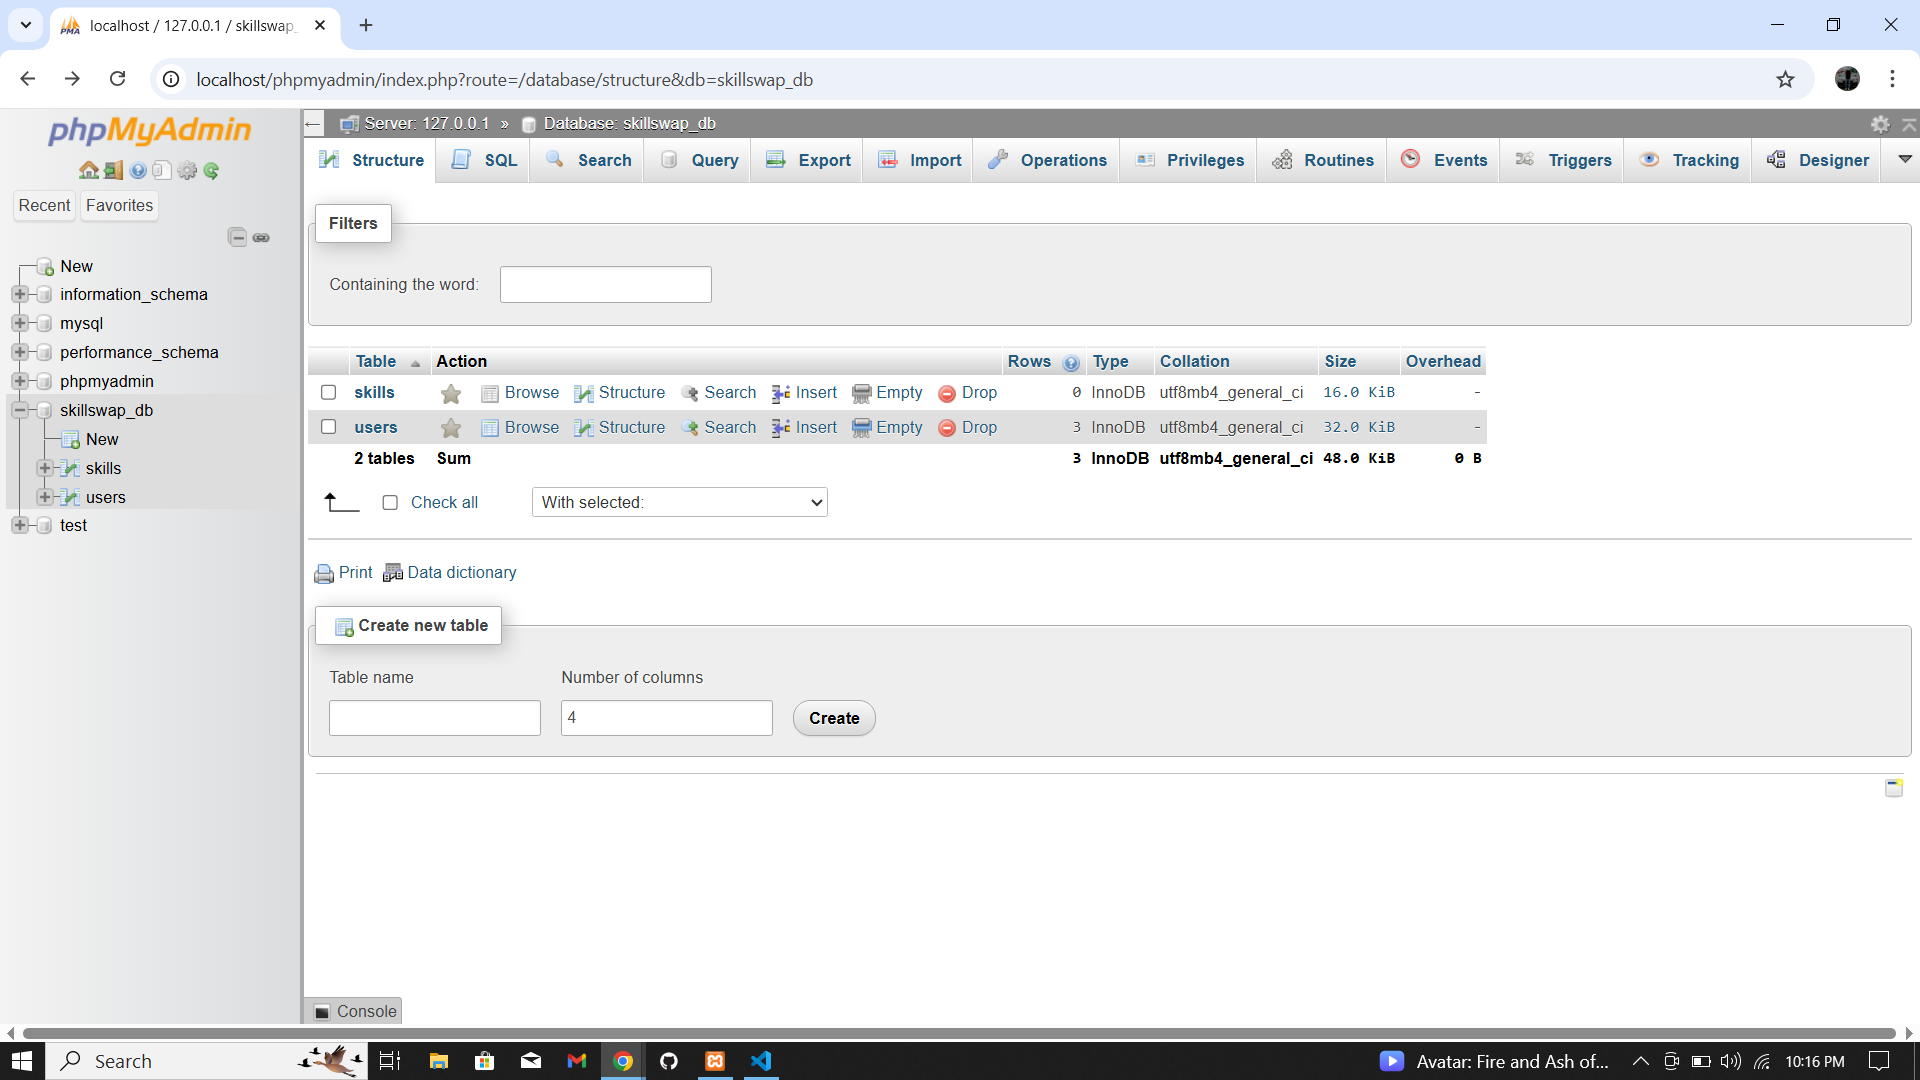 localhost / 127.0.0.1 / skillswap_
localhost/phpmyadmin/index.php?route=/database/structure&db=skillswap_db
phpMyAdmin
Recent Favorites
New
information_schema
mysql
performance_schema
phpmyadmin
skillswap_db
New
skills
users
test
Server: 127.0.0.1 » Database: skillswap_db
Structure SQL Search Query Export Import Operations Privileges Routines Events Triggers Tracking Designer
Filters
Containing the word:
Table Action Rows Type Collation Size Overhead
skills Browse Structure Search Insert Empty Drop 0 InnoDB utf8mb4_general_ci 16.0 KiB -
users Browse Structure Search Insert Empty Drop 3 InnoDB utf8mb4_general_ci 32.0 KiB -
2 tables Sum 3 InnoDB utf8mb4_general_ci 48.0 KiB 0 B
Check all With selected:
Print Data dictionary
Create new table
Table name Number of columns
4 Create
Console
Search Avatar: Fire and Ash of... 10:16 PM